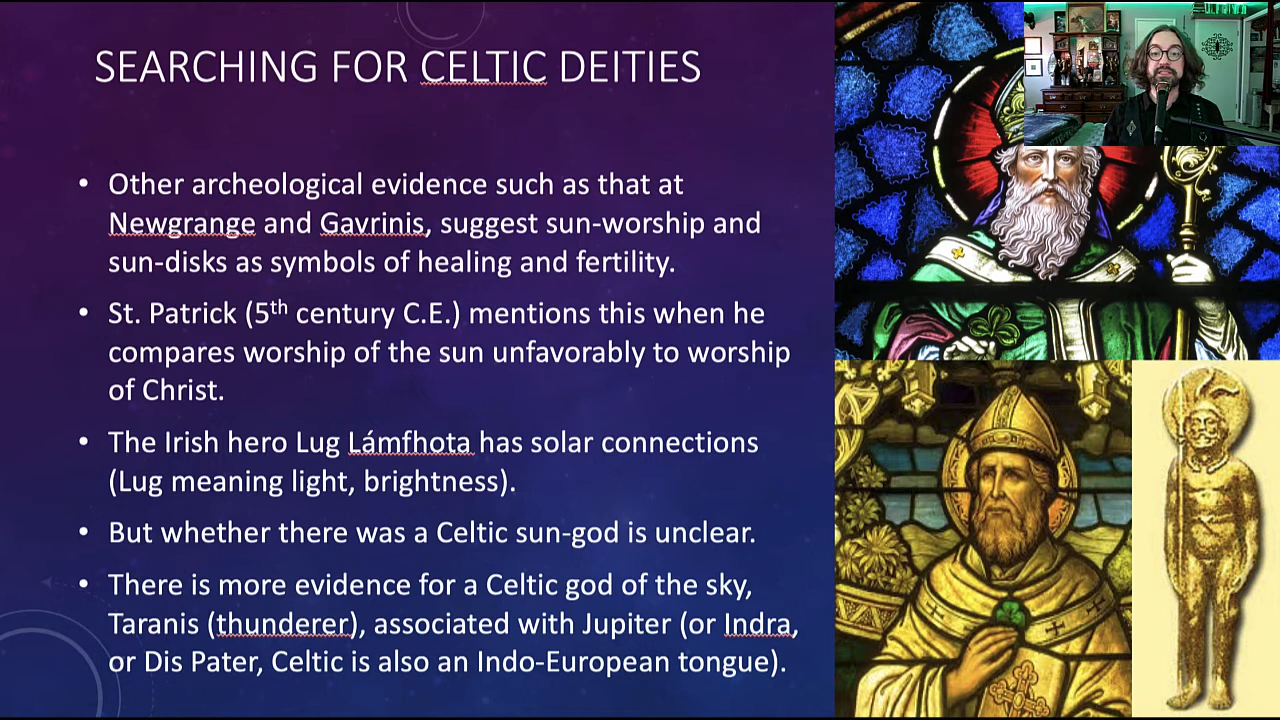 SEARCHING FOR CELTIC DEITIES
• Other archeological evidence such as that at
Newgrange and Gavrinis, suggest sun-worship and
sun-disks as symbols of healing and fertility.
• St. Patrick (5th century C.E.) mentions this when he
compares worship of the sun unfavorably to worship
of Christ.
• The Irish hero Lug Lámfhota has solar connections
(Lug meaning light, brightness).
• But whether there was a Celtic sun-god is unclear.
• There is more evidence for a Celtic god of the sky,
Taranis (thunderer), associated with Jupiter (or Indra,
or Dis Pater, Celtic is also an Indo-European tongue).